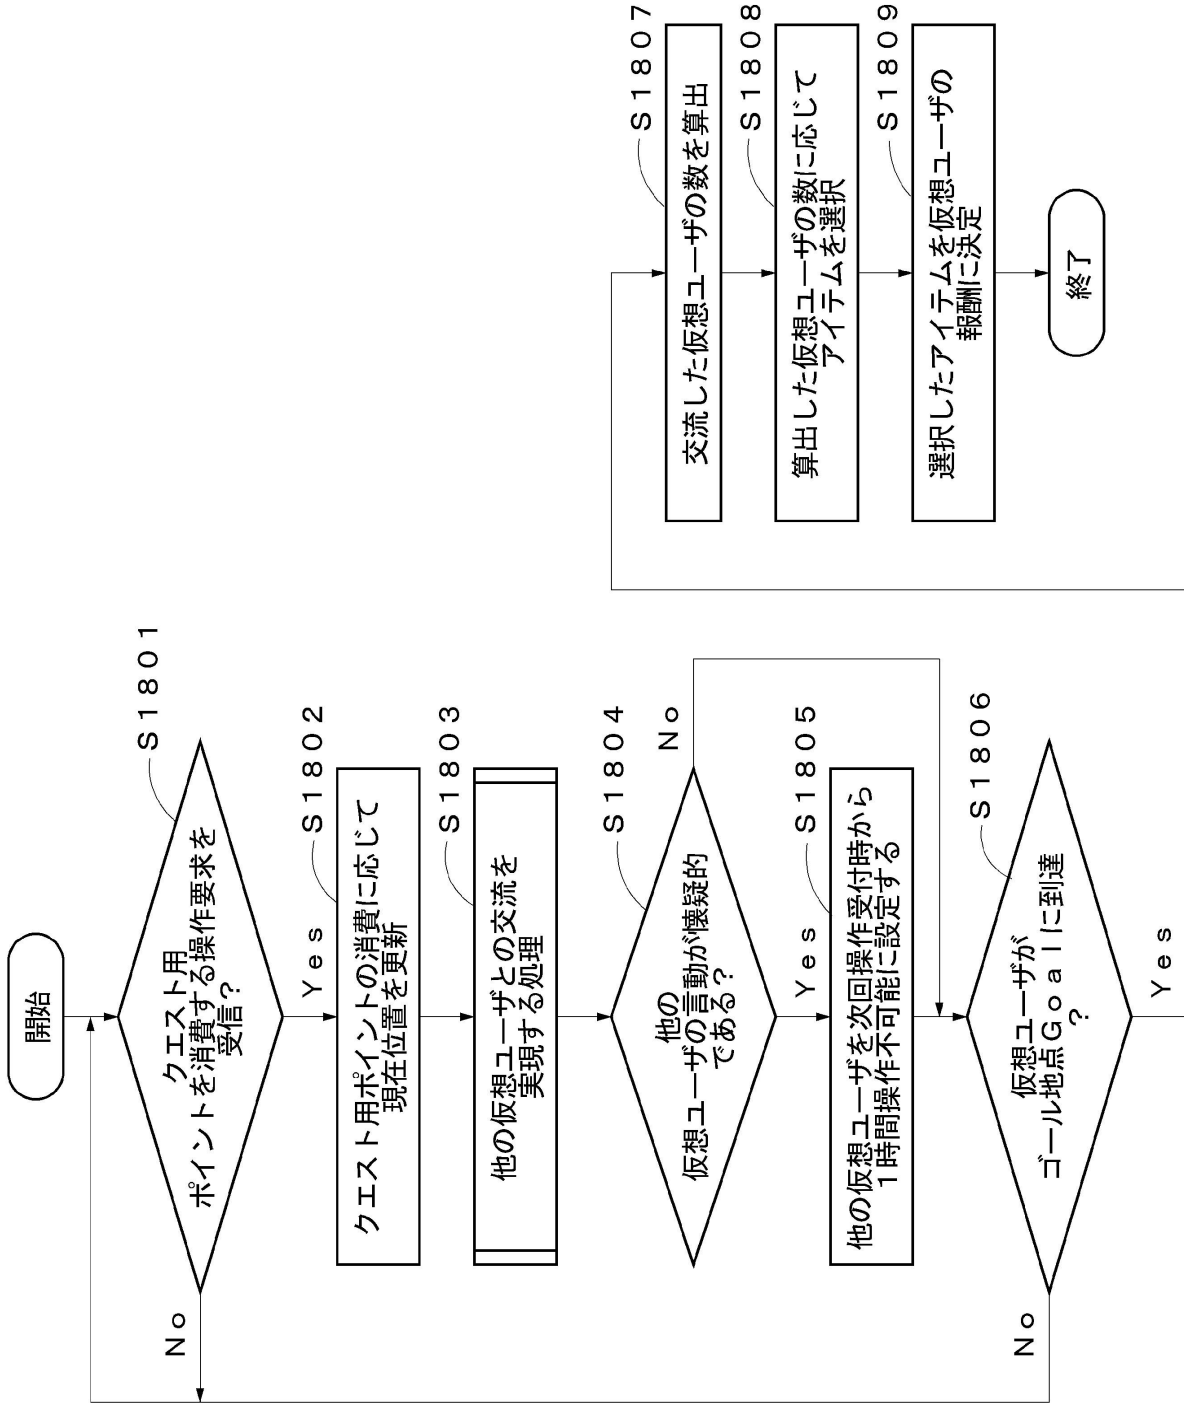 開始
S1801
クエスト用
ポイントを消費する操作要求を
受信?
No
Yes
S1802
クエスト用ポイントの消費に応じて
現在位置を更新
S1803
他の仮想ユーザとの交流を
実現する処理
S1804
他の
仮想ユーザの言動が懐疑的
である?
No
Yes
S1805
他の仮想ユーザを次回操作受付時から
1時間操作不可能に設定する
S1806
仮想ユーザが
ゴール地点Goalに到達
?
No
Yes
S1807
交流した仮想ユーザの数を算出
S1808
算出した仮想ユーザの数に応じて
アイテムを選択
S1809
選択したアイテムを仮想ユーザの
報酬に決定
終了